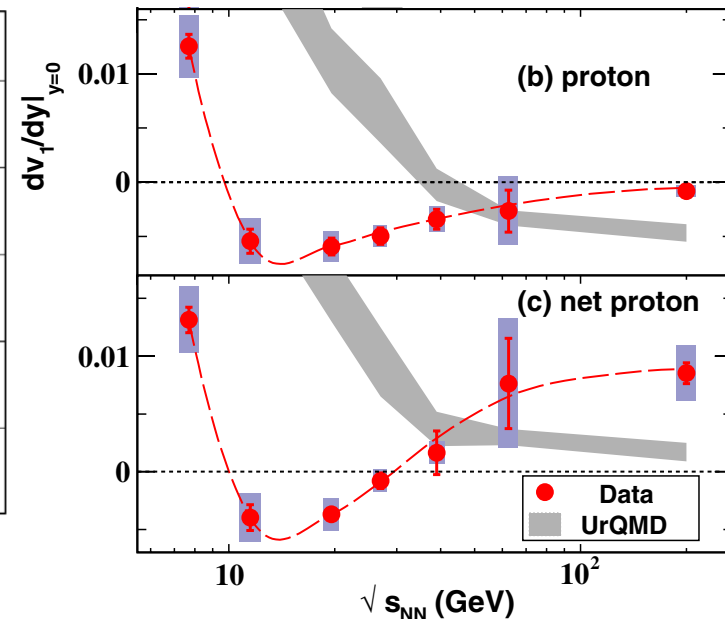 dv₁/dy|y=0
0.01
(b) proton
0
(c) net proton
0.01
0
Data
UrQMD
10
10²
√ sNN (GeV)